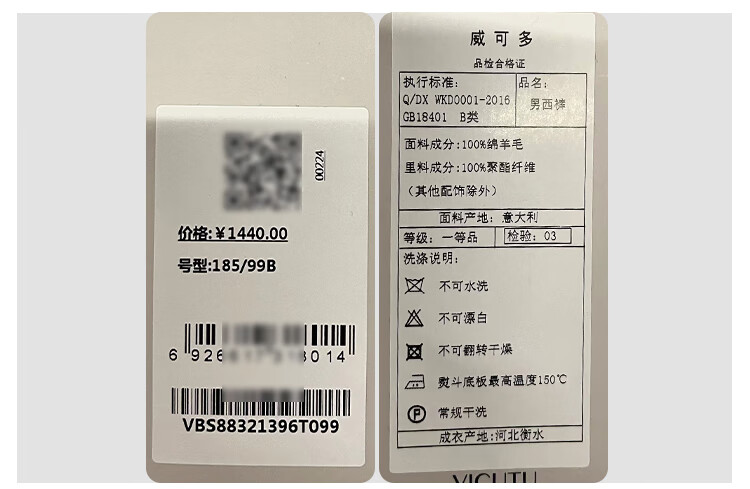 00224
价格:￥1440.00
号型:185/99B
VBS88321396T099
威可多
品检合格证
执行标准:
Q/DX WKD0001-2016
GB18401 B类
品名:
男西裤
面料成分:100%绵羊毛
里料成分:100%聚酯纤维
(其他配饰除外)
面料产地: 意大利
等级: 一等品
检验: 03
洗涤说明:
不可水洗
不可漂白
不可翻转干燥
熨斗底板最高温度150℃
P 常规干洗
成衣产地:河北衡水
VICUTU